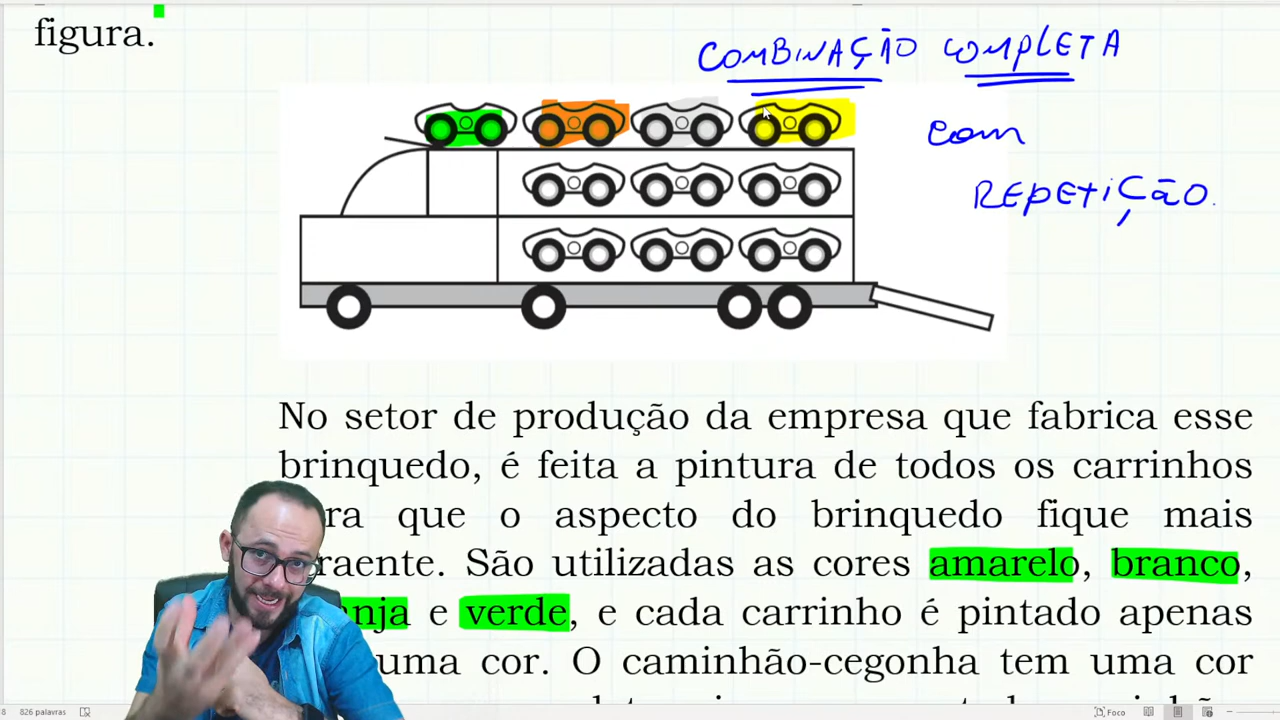 figura.
COMBINAÇÃO COMPLETA
com
REPETIÇÃO.
No setor de produção da empresa que fabrica esse
brinquedo, é feita a pintura de todos os carrinhos
que o aspecto do brinquedo fique mais
São utilizadas as cores amarelo, branco,
e verde, e cada carrinho é pintado apenas
uma cor. O caminhão-cegonha tem uma cor
826 palavras
Foco